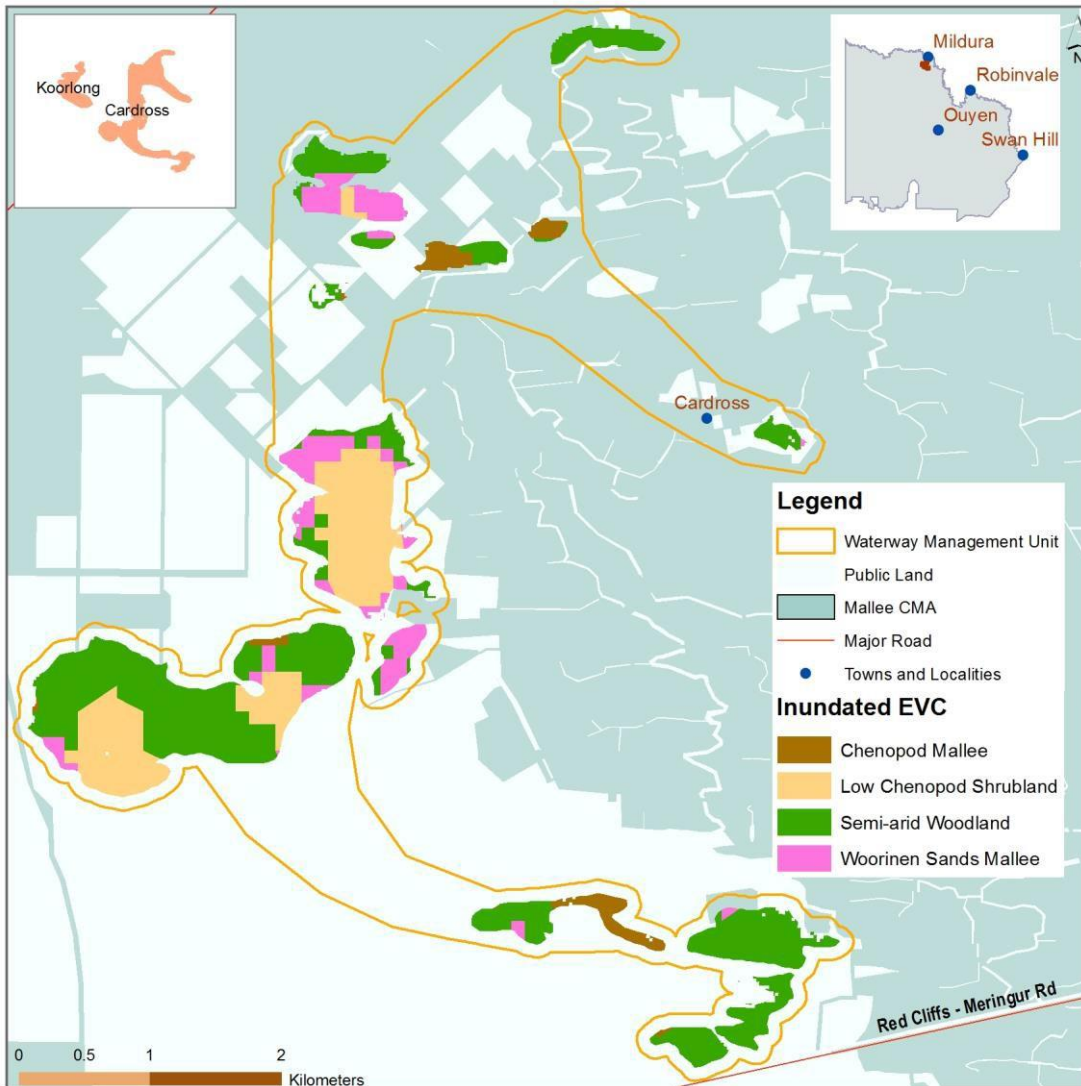 Koorlong
Cardross
Mildura
Robinvale
Ouyen
Swan Hill
N
Cardross
Legend
Waterway Management Unit
Public Land
Mallee CMA
Major Road
Towns and Localities
Inundated EVC
Chenopod Mallee
Low Chenopod Shrubland
Semi-arid Woodland
Woorinen Sands Mallee
Red Cliffs - Meringur Rd
0 0.5 1 2
Kilometers